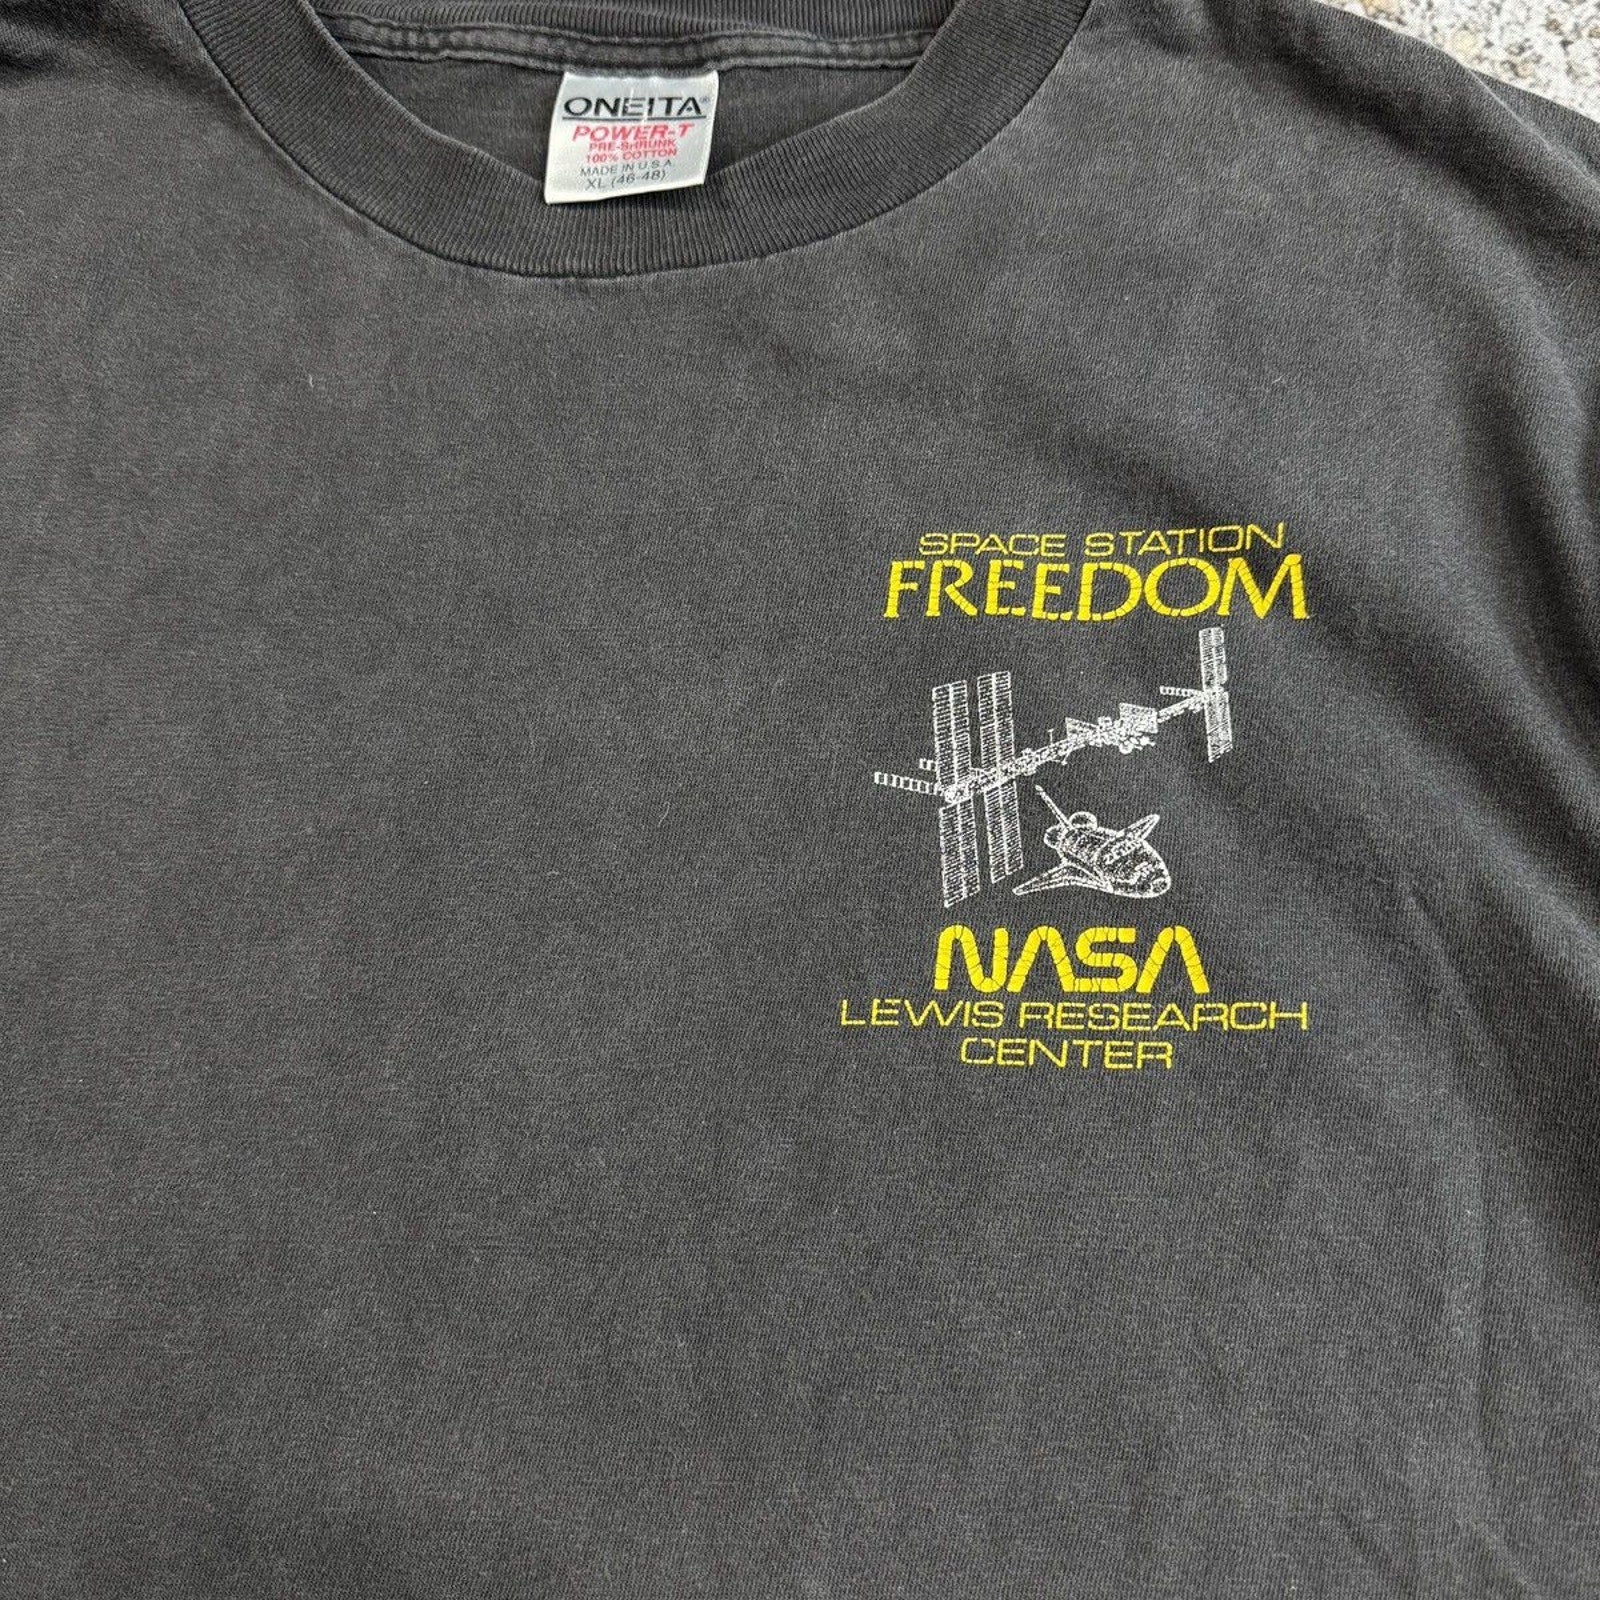 ONEITA®
POWER-T
PRE-SHRUNK
100% COTTON
MADE IN U.S.A.
XL (46-48)
SPACE STATION
FREEDOM
NASA
LEWIS RESEARCH
CENTER